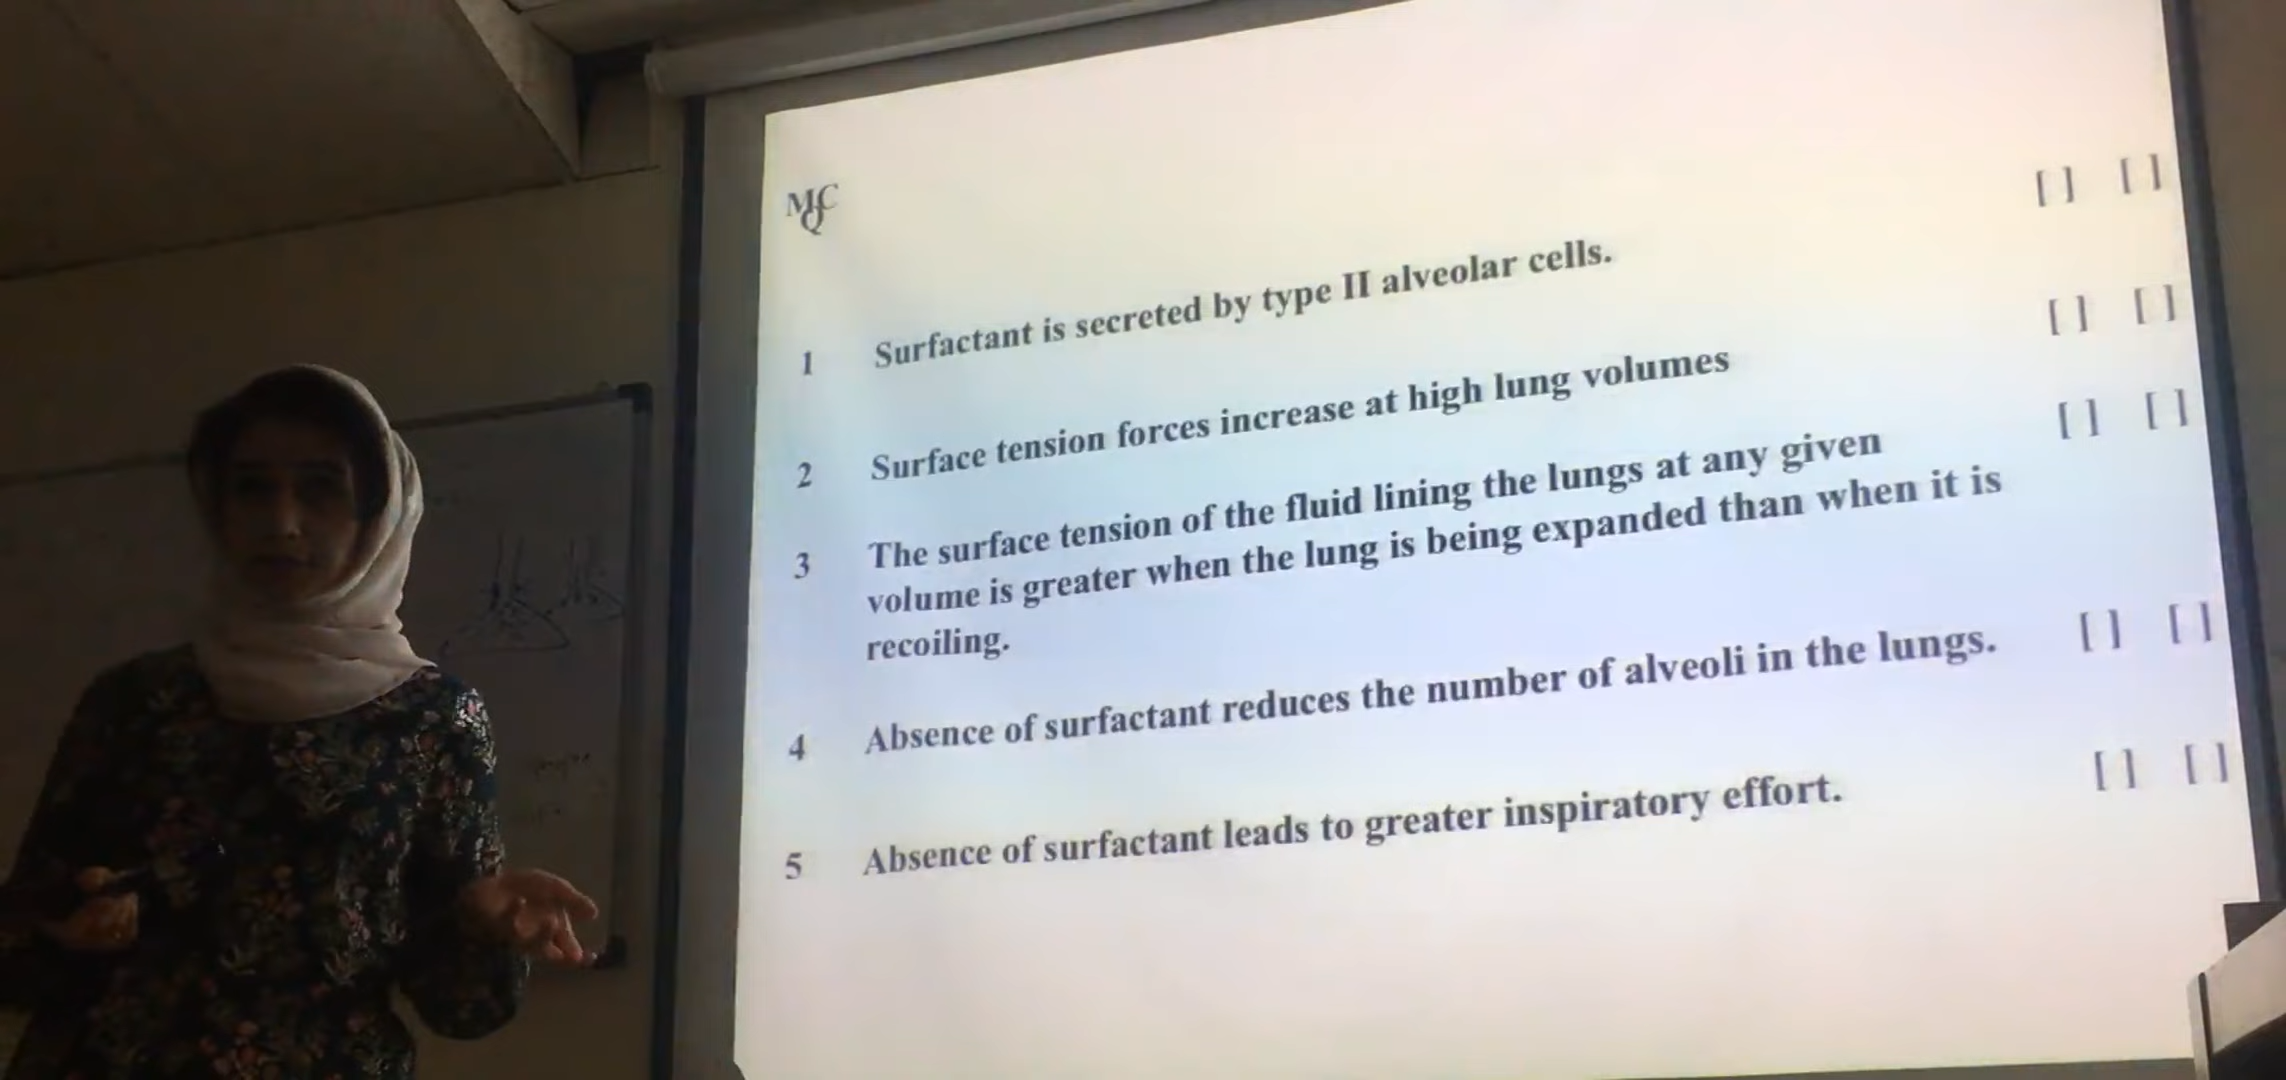 MCQ
[ ] [ ]
1 Surfactant is secreted by type II alveolar cells.
[ ] [ ]
2 Surface tension forces increase at high lung volumes
[ ] [ ]
3 The surface tension of the fluid lining the lungs at any given
volume is greater when the lung is being expanded than when it is
recoiling.
4 Absence of surfactant reduces the number of alveoli in the lungs. [ ] [ ]
5 Absence of surfactant leads to greater inspiratory effort. [ ] [ ]